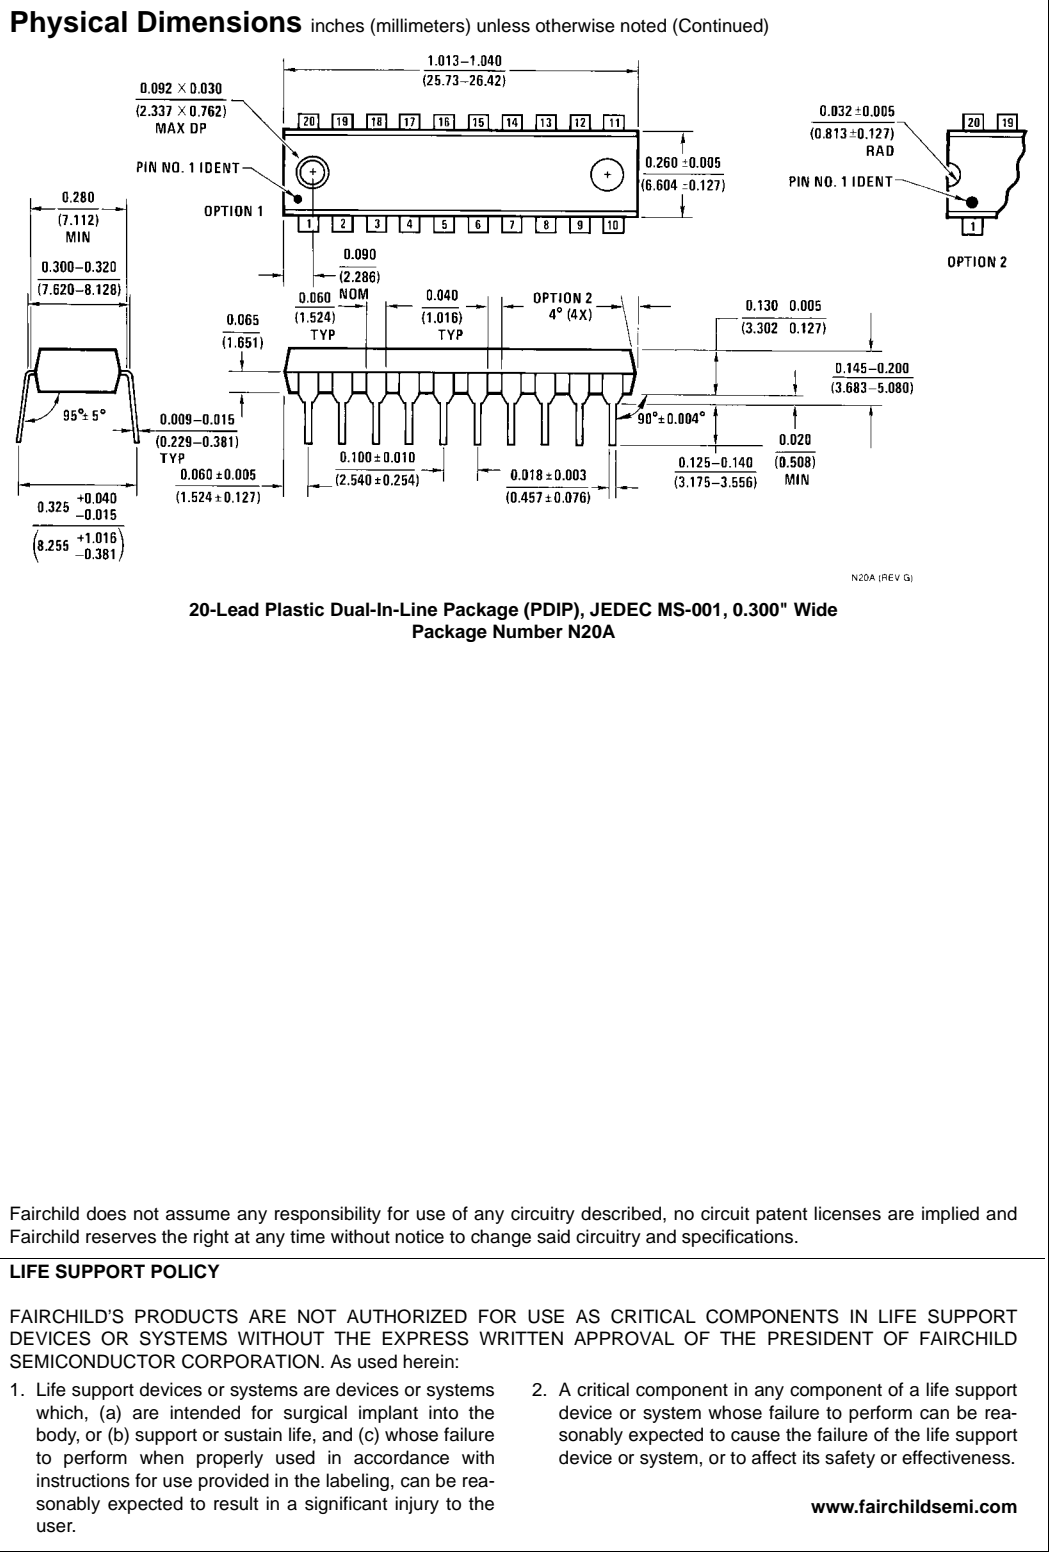 Physical Dimensions inches (millimeters) unless otherwise noted (Continued)
1.013–1.040
(25.73–26.42)
0.092 × 0.030
(2.337 × 0.762)
MAX DP
PIN NO. 1 IDENT
OPTION 1
20 19 18 17 16 15 14 13 12 11
1 2 3 4 5 6 7 8 9 10
0.260 ±0.005
(6.604 ±0.127)
0.032 ±0.005
(0.813 ±0.127)
RAD
PIN NO. 1 IDENT
20 19
1
OPTION 2
0.280
(7.112)
MIN
0.300–0.320
(7.620–8.128)
0.090
(2.286)
NOM
0.060
(1.524)
TYP
0.040
(1.016)
TYP
OPTION 2
4° (4X)
0.130 0.005
(3.302 0.127)
0.065
(1.651)
0.145–0.200
(3.683–5.080)
95°± 5°
0.009–0.015
(0.229–0.381)
TYP
90°±0.004°
0.020
(0.508)
MIN
0.060 ±0.005
(1.524 ±0.127)
0.100 ±0.010
(2.540 ±0.254)
0.018 ±0.003
(0.457 ±0.076)
0.125–0.140
(3.175–3.556)
0.325 +0.040
–0.015
(8.255 +1.016
–0.381)
N20A (REV G)
20-Lead Plastic Dual-In-Line Package (PDIP), JEDEC MS-001, 0.300" Wide
Package Number N20A
Fairchild does not assume any responsibility for use of any circuitry described, no circuit patent licenses are implied and
Fairchild reserves the right at any time without notice to change said circuitry and specifications.
LIFE SUPPORT POLICY
FAIRCHILD'S PRODUCTS ARE NOT AUTHORIZED FOR USE AS CRITICAL COMPONENTS IN LIFE SUPPORT
DEVICES OR SYSTEMS WITHOUT THE EXPRESS WRITTEN APPROVAL OF THE PRESIDENT OF FAIRCHILD
SEMICONDUCTOR CORPORATION. As used herein:
1. Life support devices or systems are devices or systems
which, (a) are intended for surgical implant into the
body, or (b) support or sustain life, and (c) whose failure
to perform when properly used in accordance with
instructions for use provided in the labeling, can be rea-
sonably expected to result in a significant injury to the
user.
2. A critical component in any component of a life support
device or system whose failure to perform can be rea-
sonably expected to cause the failure of the life support
device or system, or to affect its safety or effectiveness.
www.fairchildsemi.com